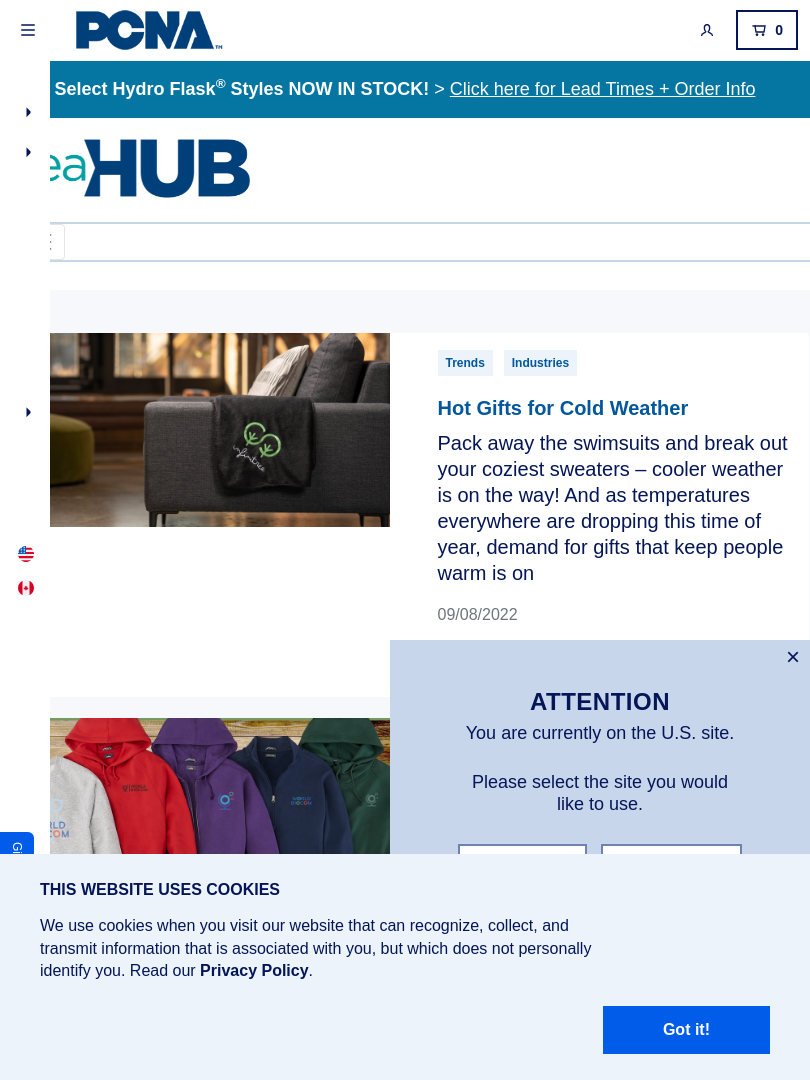 PCNA™
0
Select Hydro Flask® Styles NOW IN STOCK! > Click here for Lead Times + Order Info
eaHUB
Trends
Industries
Hot Gifts for Cold Weather
Pack away the swimsuits and break out
your coziest sweaters – cooler weather
is on the way! And as temperatures
everywhere are dropping this time of
year, demand for gifts that keep people
warm is on
09/08/2022
infinitree
×
ATTENTION
You are currently on the U.S. site.
Please select the site you would
like to use.
Gi
THIS WEBSITE USES COOKIES
We use cookies when you visit our website that can recognize, collect, and
transmit information that is associated with you, but which does not personally
identify you. Read our Privacy Policy.
Got it!